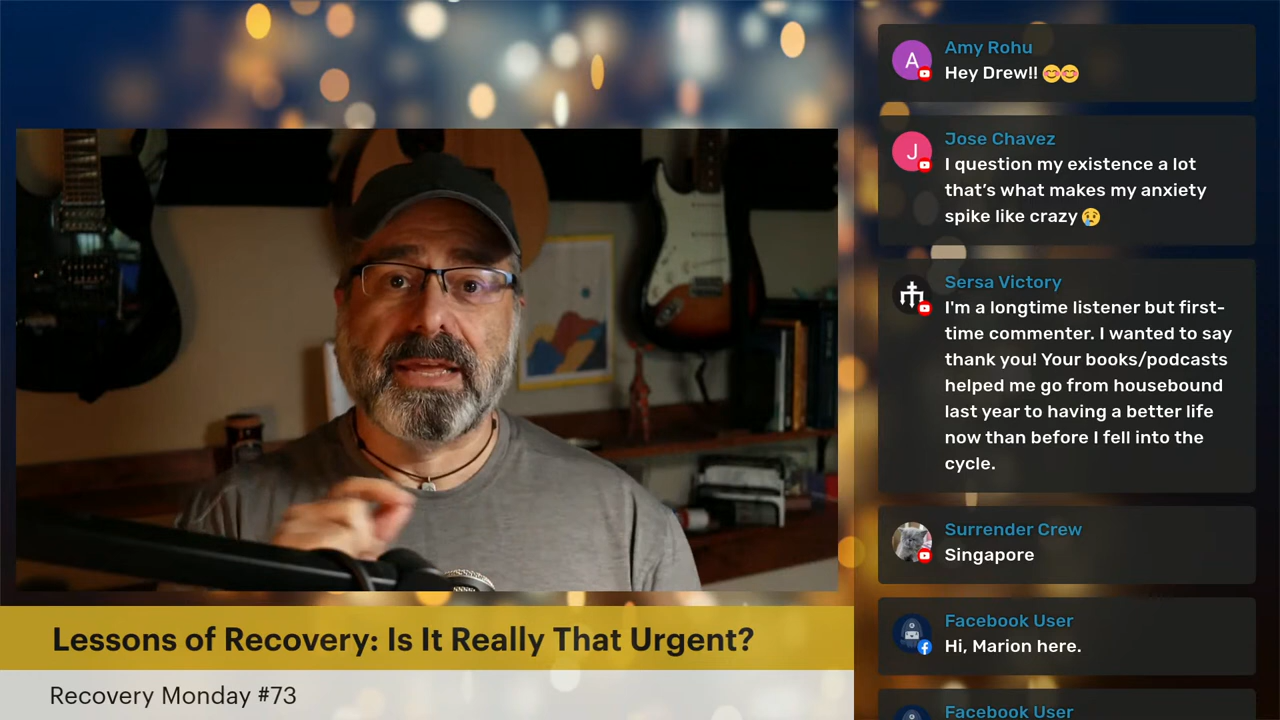 Amy Rohu
Hey Drew!! 😊😊
Jose Chavez
I question my existence a lot
that’s what makes my anxiety
spike like crazy 😢
Sersa Victory
I'm a longtime listener but first-
time commenter. I wanted to say
thank you! Your books/podcasts
helped me go from housebound
last year to having a better life
now than before I fell into the
cycle.
Surrender Crew
Singapore
Facebook User
Hi, Marion here.
Facebook User
Lessons of Recovery: Is It Really That Urgent?
Recovery Monday #73
A
J